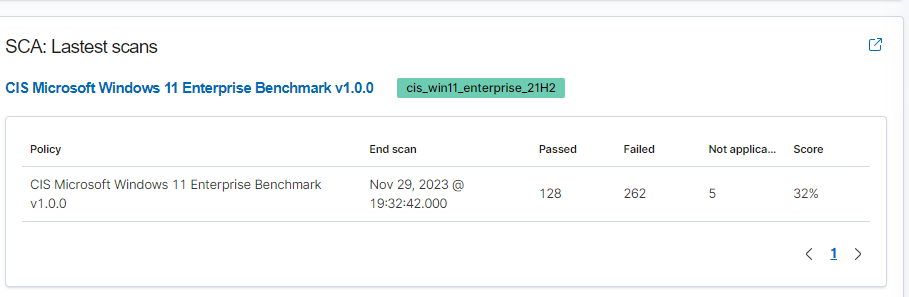 SCA: Lastest scans
CIS Microsoft Windows 11 Enterprise Benchmark v1.0.0 cis_win11_enterprise_21H2
Policy End scan Passed Failed Not applica... Score
CIS Microsoft Windows 11 Enterprise Benchmark v1.0.0 Nov 29, 2023 @ 19:32:42.000 128 262 5 32%
1